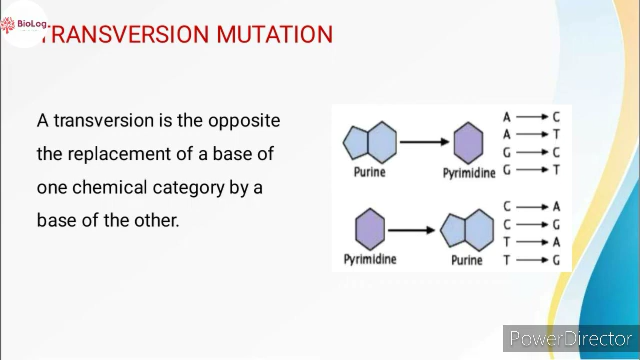 BioLog
TRANSVERSION MUTATION
A transversion is the opposite
the replacement of a base of
one chemical category by a
base of the other.
Purine
Pyrimidine
A → C
A → T
G → C
G → T
Pyrimidine
Purine
C → A
C → G
T → A
T → G
PowerDirector